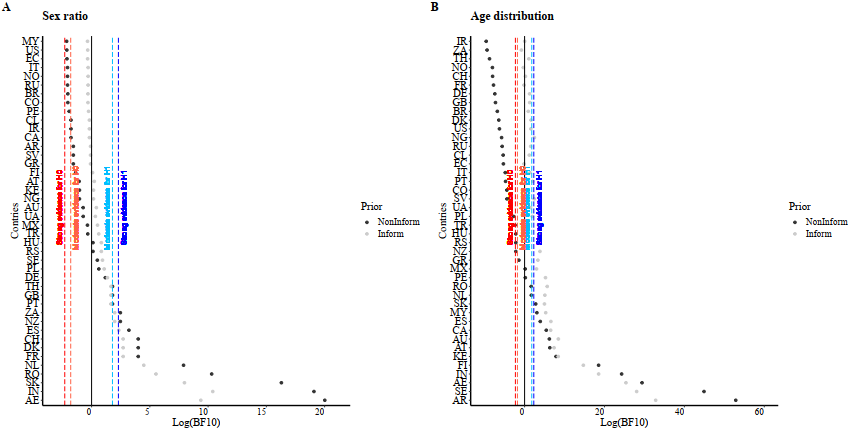 A
Sex ratio
MY
US
EC
IT
NO
RU
BR
CO
PE
CL
IR
CA
AR
SV
GR
FI
AT
KE
NG
AU
UA
MX
TR
HU
RS
SE
PL
DE
TH
GB
PT
ZA
NZ
ES
CH
DK
FR
NL
RO
SK
IN
AE
Contries
Strong evidence for H0
Moderate evidence for H0
Moderate evidence for H1
Strong evidence for H1
0
5
10
15
20
Log(BF10)
Prior
NonInform
Inform
B
Age distribution
IR
ZA
TH
NO
CH
FR
DE
GB
BR
DK
US
NG
RU
CL
EC
IT
PT
CO
SV
UA
PL
TR
HU
RS
NZ
GR
MX
PE
RO
NL
SK
MY
ES
CA
AU
AT
KE
FI
IN
AE
SE
AR
Contries
Strong evidence for H0
Moderate evidence for H0
Moderate evidence for H1
Strong evidence for H1
0
20
40
60
Log(BF10)
Prior
NonInform
Inform